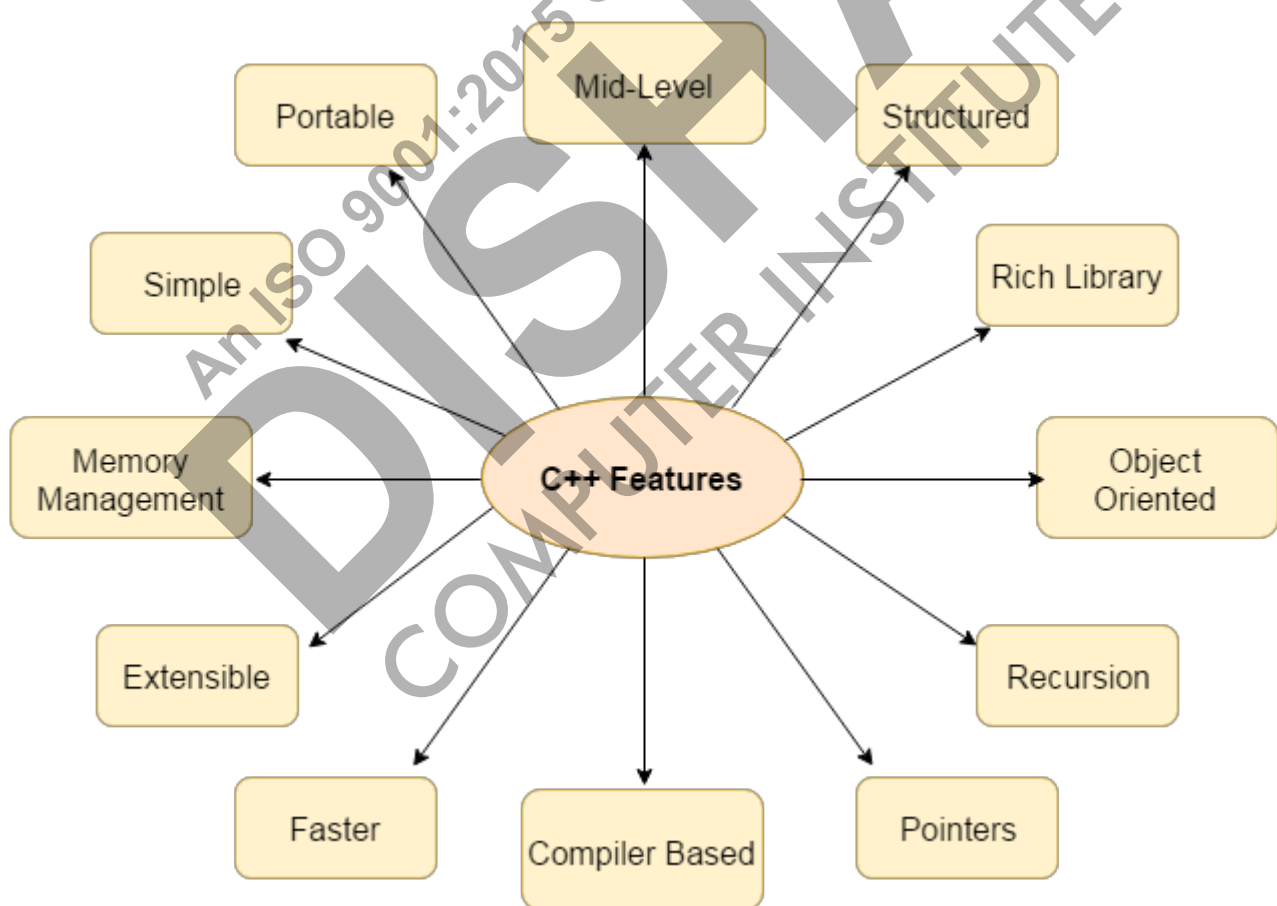 Mid-Level
Portable
Structured
Simple
Rich Library
Memory
Management
C++ Features
Object
Oriented
Extensible
Recursion
Faster
Compiler Based
Pointers
An ISO 9001:2015
DISHA
COMPUTER INSTITUTE